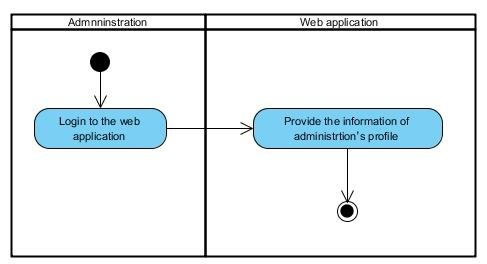 Admnninstration
Web application
Login to the web
application
Provide the information of
administrtion's profile